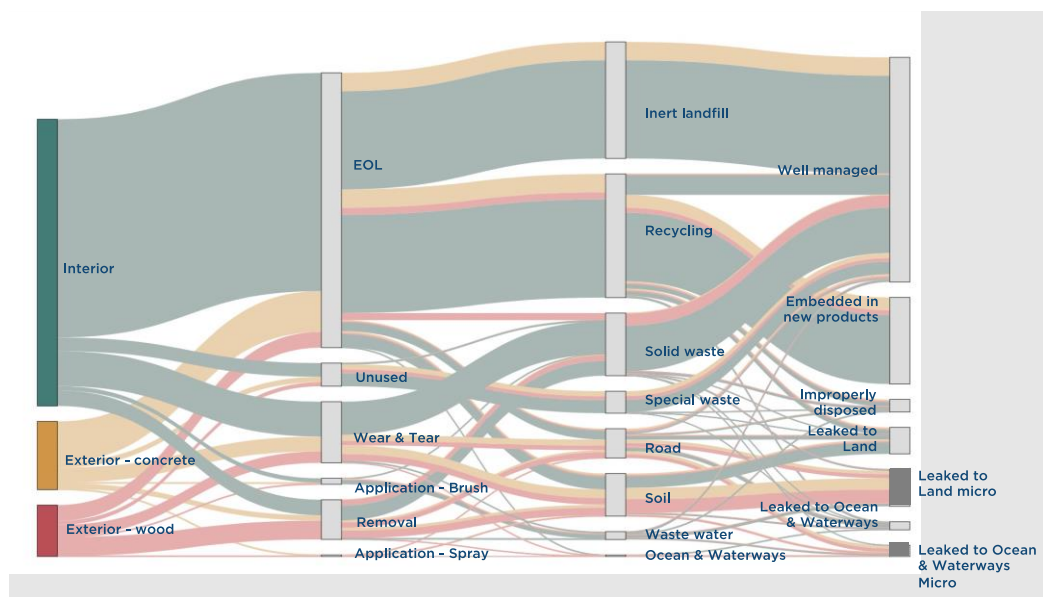 Interior
Exterior - concrete
Exterior - wood
EOL
Unused
Wear & Tear
Application - Brush
Removal
Application - Spray
Inert landfill
Recycling
Solid waste
Special waste
Road
Soil
Waste water
Ocean & Waterways
Well managed
Embedded in
new products
Improperly
disposed
Leaked to
Land
Leaked to
Land micro
Leaked to Ocean
& Waterways
Leaked to Ocean
& Waterways
Micro